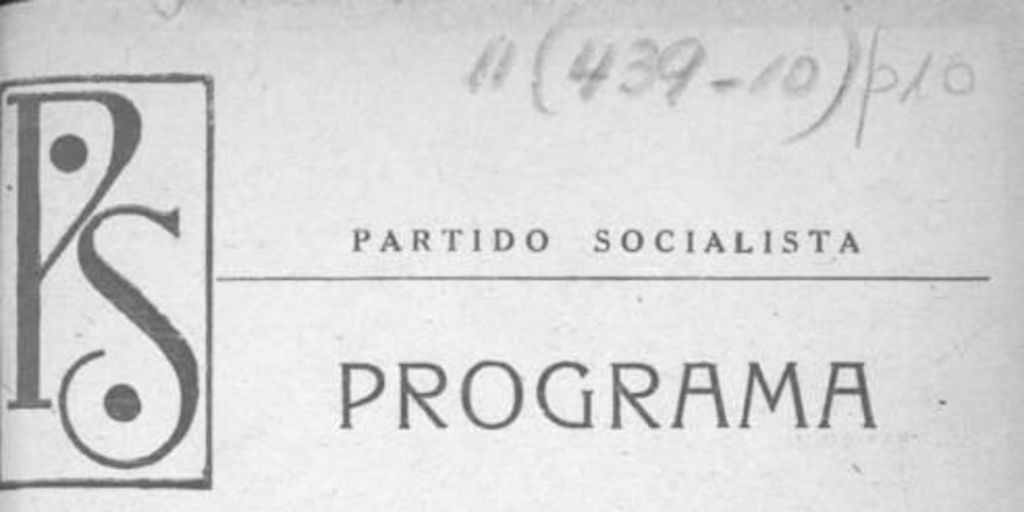 11 (439-10) p10
PS
PARTIDO SOCIALISTA
PROGRAMA